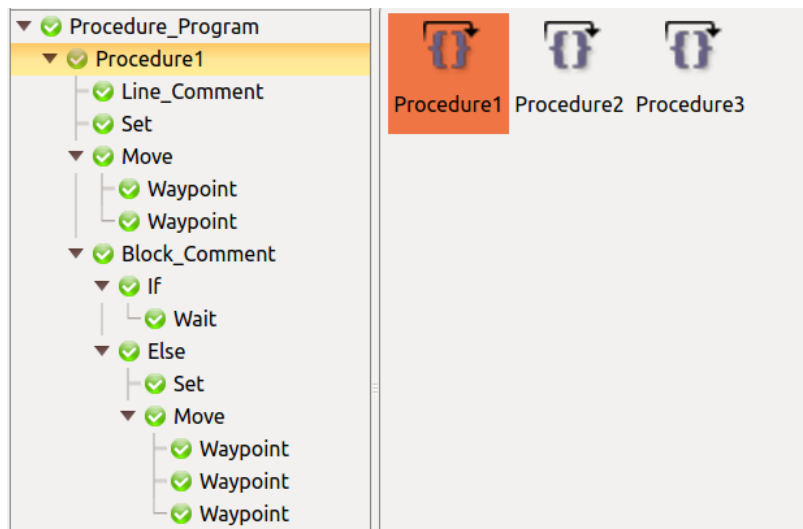 Procedure_Program
Procedure1
Line_Comment
Set
Move
Waypoint
Waypoint
Block_Comment
If
Wait
Else
Set
Move
Waypoint
Waypoint
Waypoint
Procedure1 Procedure2 Procedure3